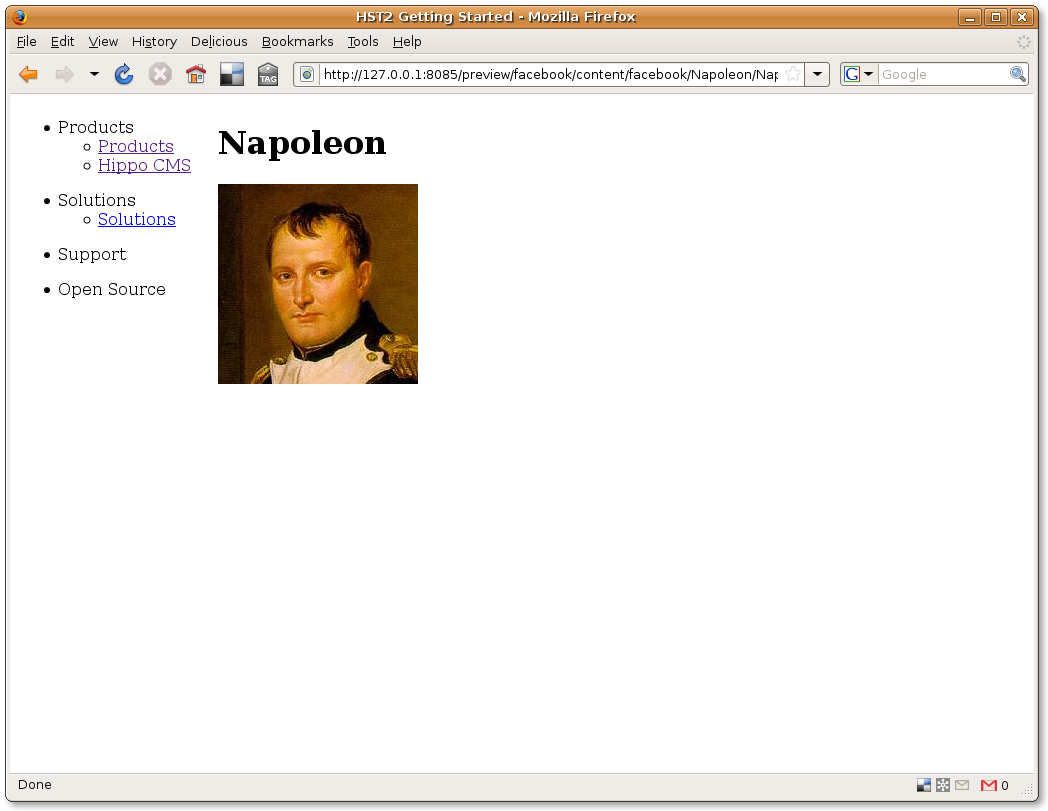 HST2 Getting Started - Mozilla Firefox
File Edit View History Delicious Bookmarks Tools Help
TAG
http://127.0.0.1:8085/preview/facebook/content/facebook/Napoleon/Nap
G
Google
Products
Products
Hippo CMS
Solutions
Solutions
Support
Open Source
Napoleon
Done
0